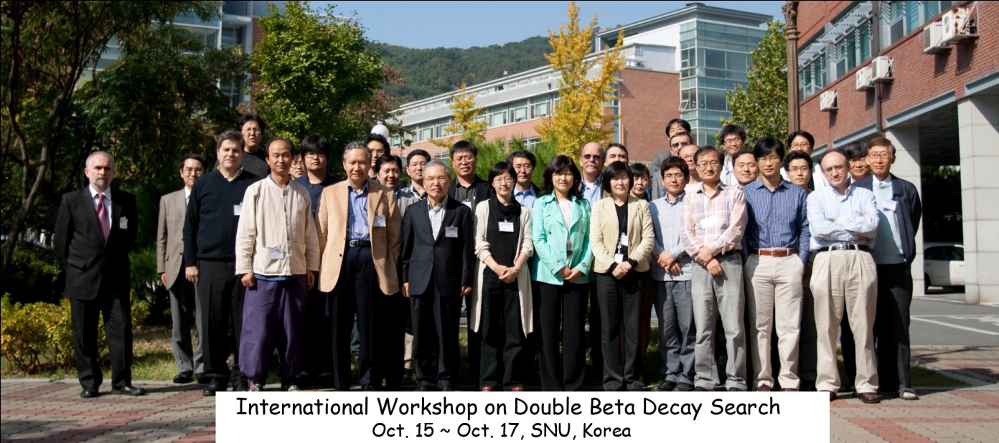 International Workshop on Double Beta Decay Search
Oct. 15 ~ Oct. 17, SNU, Korea